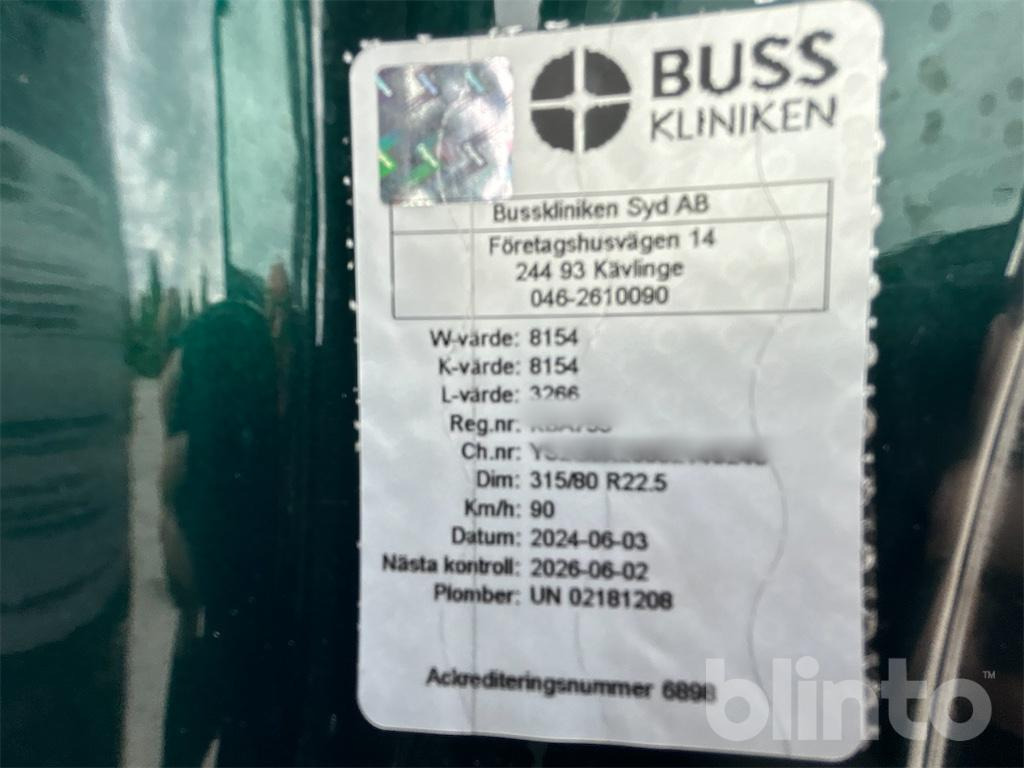 BUSS
KLINIKEN
Busskliniken Syd AB
Företagshusvägen 14
244 93 Kävlinge
046-2610090
W-värde: 8154
K-värde: 8154
L-värde: 3266
Reg.nr:
Ch.nr:
Dim: 315/80 R22.5
Km/h: 90
Datum: 2024-06-03
Nästa kontroll: 2026-06-02
Plomber: UN 02181208
Ackrediteringsnummer
blinto™